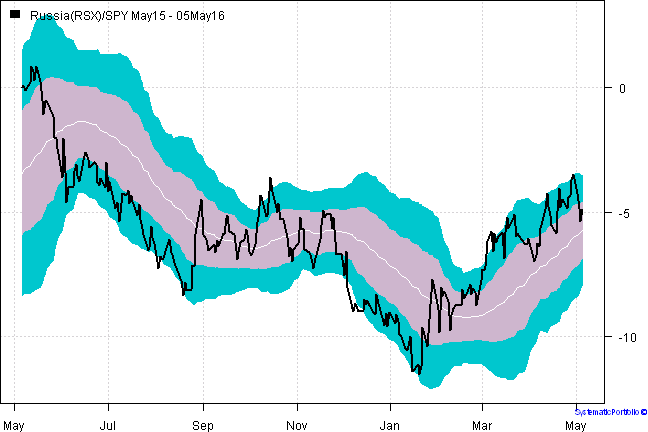 Russia(RSX)/SPY May15 - 05May16
0
-5
-10
May Jul Sep Nov Jan Mar May
SystematicPortfolio ©